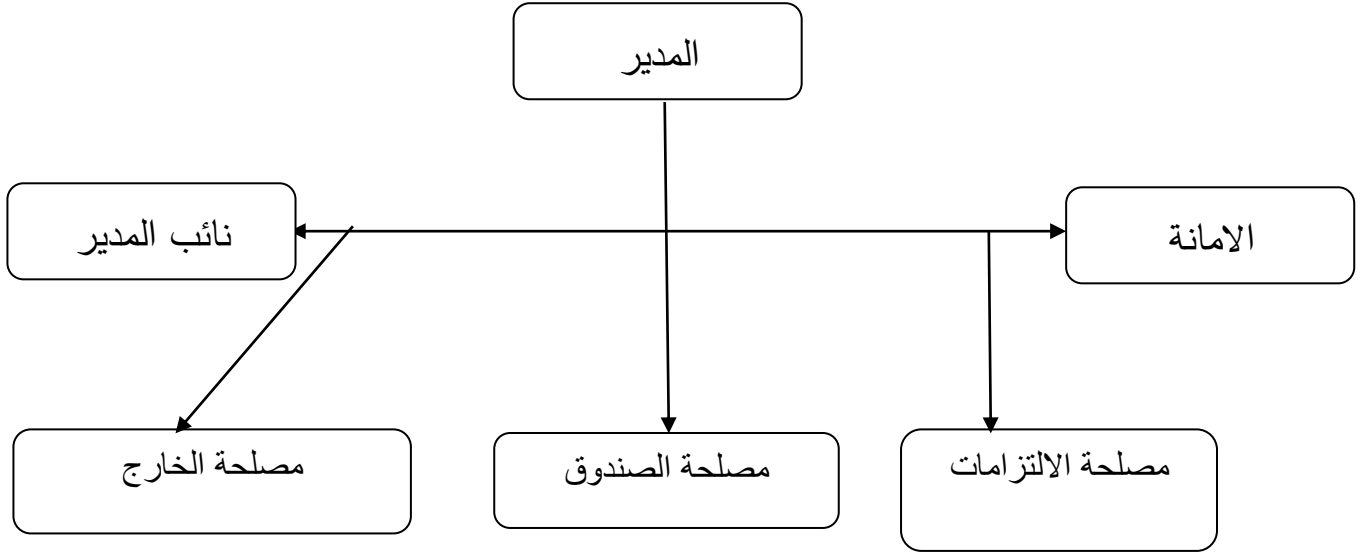 المدير
الامانة
نائب المدير
مصلحة الالتزامات
مصلحة الصندوق
مصلحة الخارج